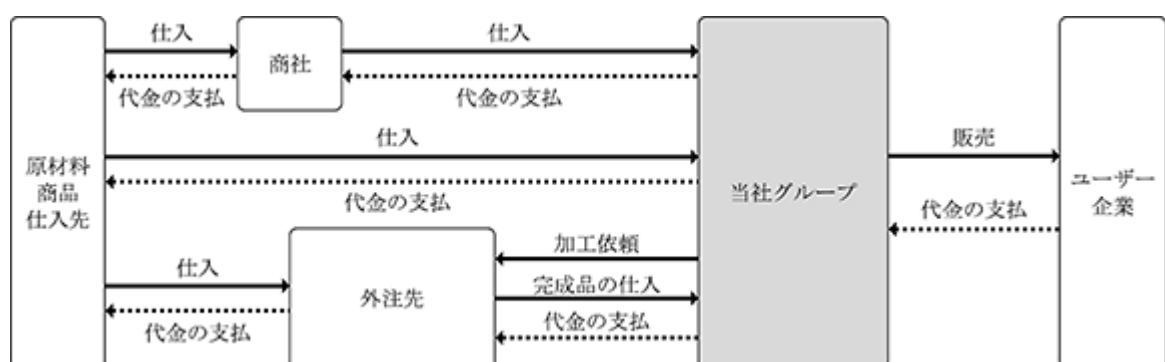 仕入
仕入
商社
代金の支払
代金の支払
仕入
代金の支払
原材料
商品
仕入先
当社グループ
販売
代金の支払
ユーザー
企業
加工依頼
仕入
完成品の仕入
外注先
代金の支払
代金の支払